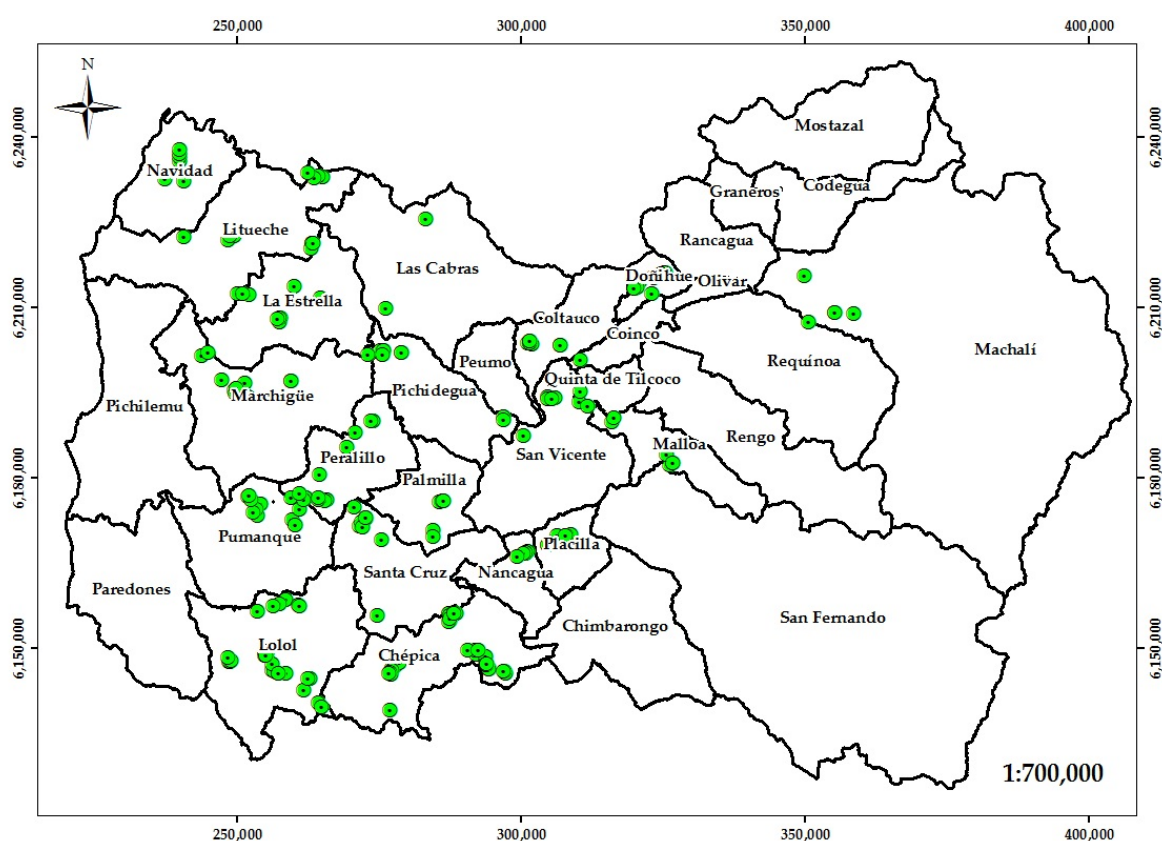 250,000 300,000 350,000 400,000
N
6,240,000 6,240,000
Mostazal
Navidad
Graneros Codegua
Litueche
Rancagua
Las Cabras
Doñihue Olivar
La Estrella
6,210,000 6,210,000
Coltauco
Coinco
Machalí
Peumo Requínoa
Quinta de Tilcoco
Pichidegua
Marchigüe
Pichilemu
Rengo
Malloa
San Vicente
Peralillo
Palmilla
6,180,000 6,180,000
Pumanque
Placilla
Santa Cruz Nancagua
Paredones
San Fernando
Chimbarongo
Lolol
Chépica
6,150,000 6,150,000
1:700,000
250,000 300,000 350,000 400,000